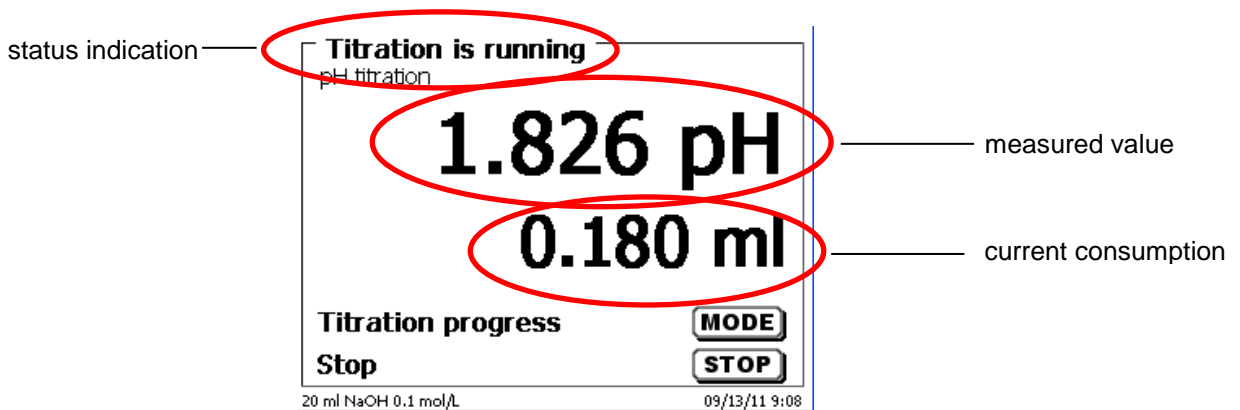 status indication
Titration is running
pH titration
1.826 pH
measured value
0.180 ml
current consumption
Titration progress MODE
Stop STOP
20 ml NaOH 0.1 mol/L 09/13/11 9:08